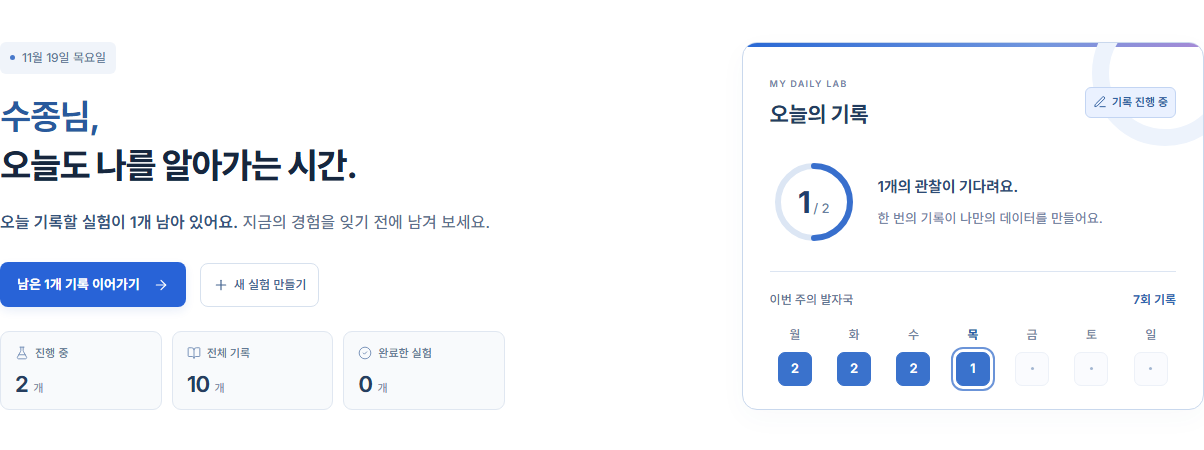 11월 19일 목요일
수종님,
오늘도 나를 알아가는 시간.
오늘 기록할 실험이 1개 남아 있어요. 지금의 경험을 잊기 전에 남겨 보세요.
남은 1개 기록 이어가기 →
+ 새 실험 만들기
진행 중
2 개
전체 기록
10 개
완료한 실험
0 개
MY DAILY LAB
오늘의 기록
기록 진행 중
1 / 2
1개의 관찰이 기다려요.
한 번의 기록이 나만의 데이터를 만들어요.
이번 주의 발자국
7회 기록
월 화 수 목 금 토 일
2 2 2 1 · · ·